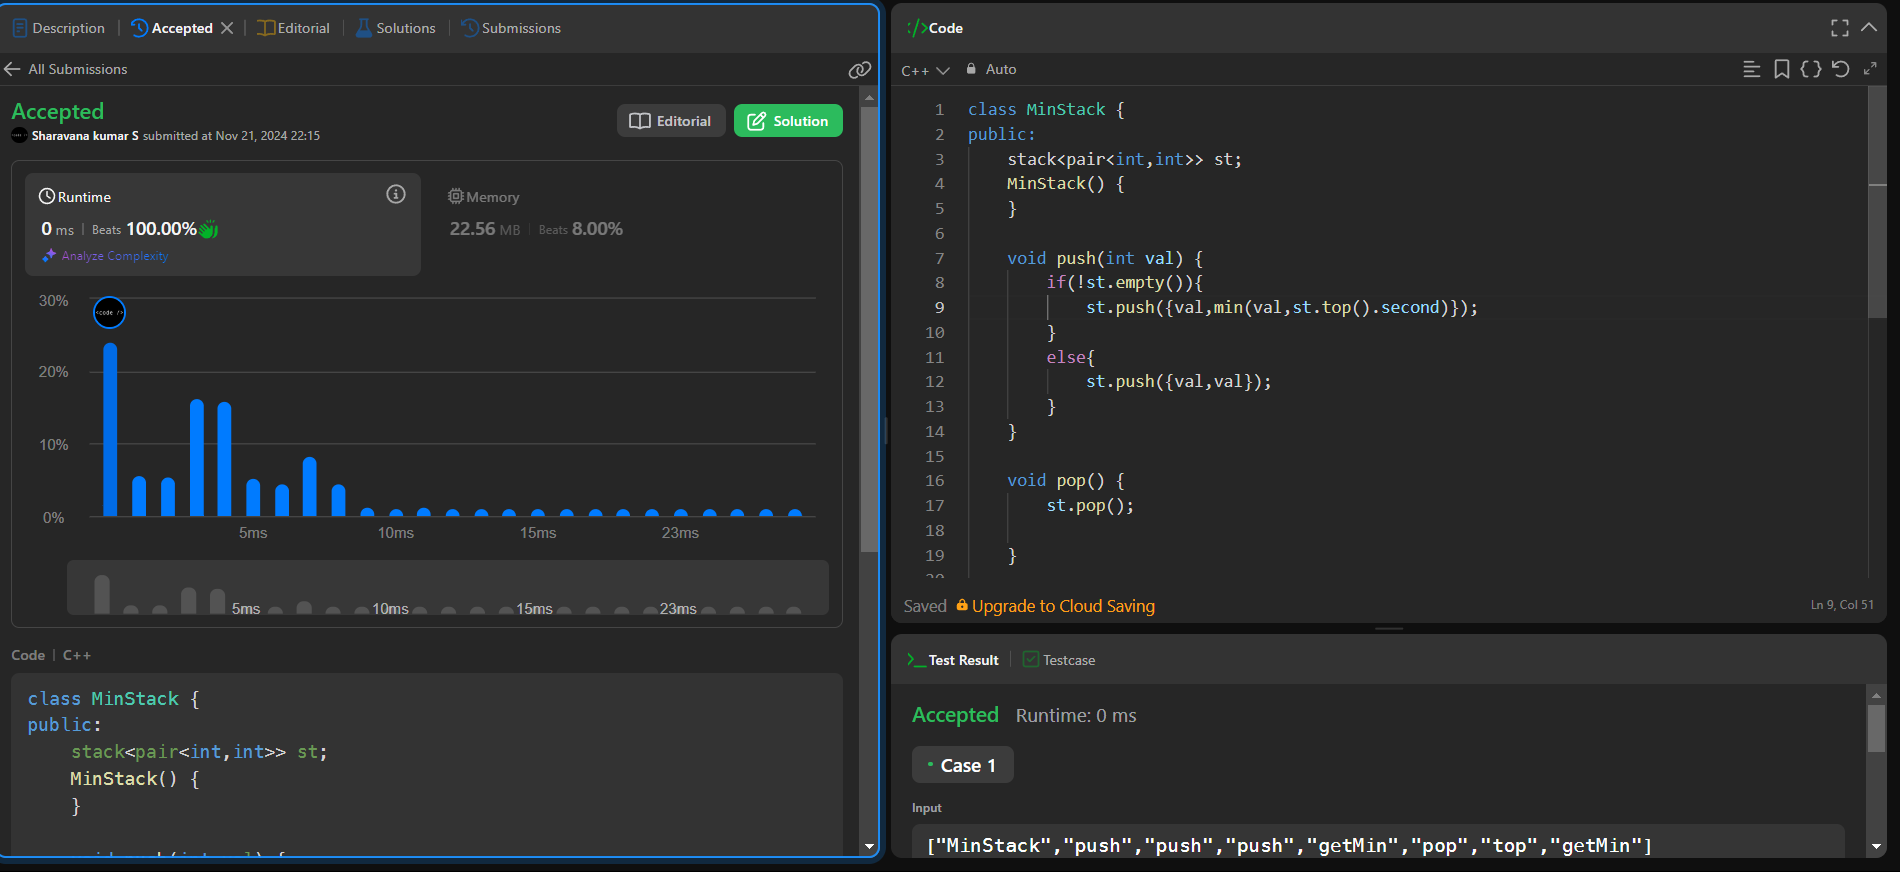 Description | Accepted | Editorial | Solutions | Submissions
All Submissions
Accepted
Sharavana kumar S submitted at Nov 21, 2024 22:15
Editorial
Solution
Runtime
0 ms | Beats 100.00%
Analyze Complexity
Memory
22.56 MB | Beats 8.00%
<code />
30%
20%
10%
0%
5ms 10ms 15ms 23ms
5ms 10ms 15ms 23ms
Code | C++
class MinStack {
public:
    stack<pair<int,int>> st;
    MinStack() {
    }
</>Code
C++ Auto
1 class MinStack {
2 public:
3     stack<pair<int,int>> st;
4     MinStack() {
5     }
6
7     void push(int val) {
8         if(!st.empty()){
9             st.push({val,min(val,st.top().second)});
10         }
11         else{
12             st.push({val,val});
13         }
14     }
15
16     void pop() {
17         st.pop();
18
19     }
20
Saved Upgrade to Cloud Saving
Ln 9, Col 51
>_Test Result | Testcase
Accepted Runtime: 0 ms
• Case 1
Input
["MinStack","push","push","push","getMin","pop","top","getMin"]